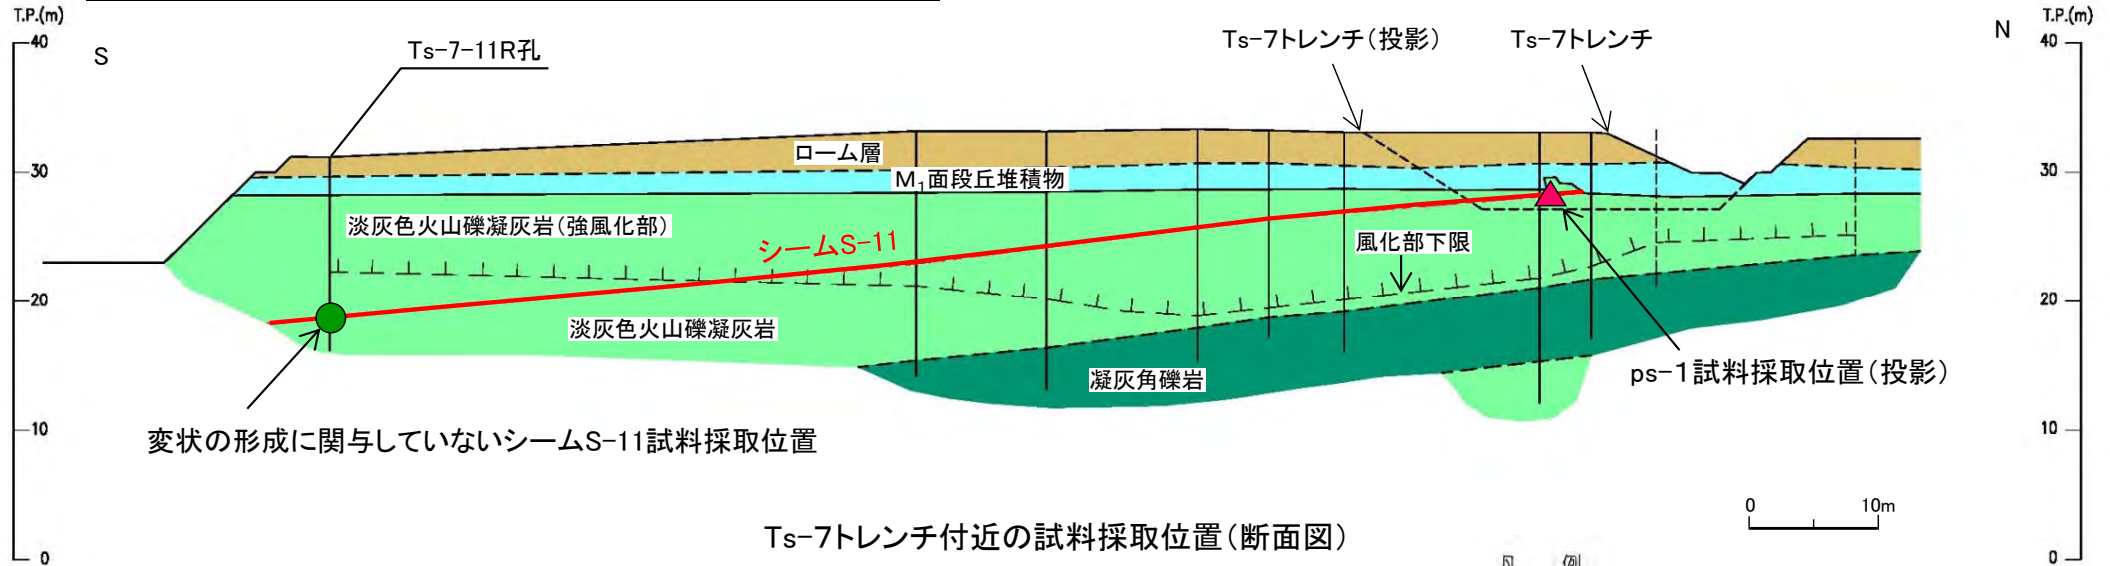 T.P.(m)
T.P.(m)
40
S
Ts-7-11R孔
Ts-7トレンチ(投影)
Ts-7トレンチ
N
40
ローム層
30
M₁面段丘堆積物
30
淡灰色火山礫凝灰岩(強風化部)
シームS-11
風化部下限
20
淡灰色火山礫凝灰岩
20
凝灰角礫岩
ps-1試料採取位置(投影)
10
変状の形成に関与していないシームS-11試料採取位置
10
0 10m
Ts-7トレンチ付近の試料採取位置(断面図)
0
0